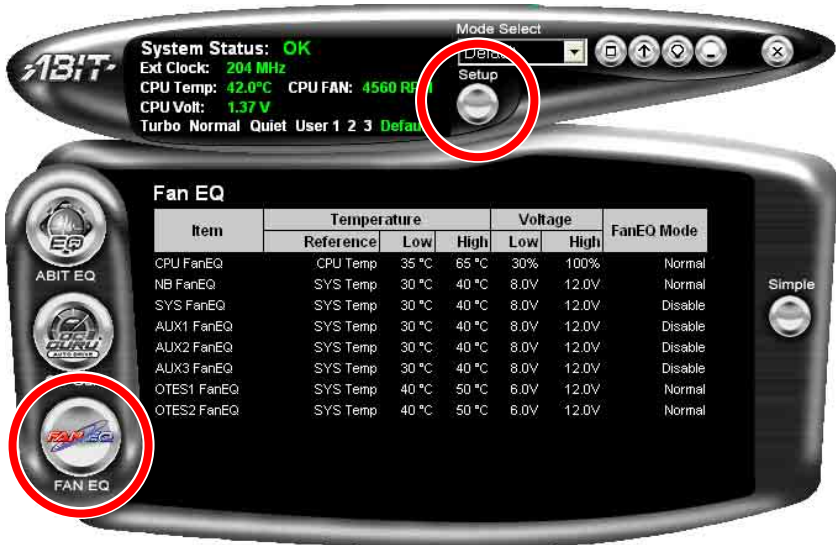 Mode Select
ABIT
System Status: OK
Default
Ext Clock: 204 MHz
Setup
CPU Temp: 42.0°C CPU FAN: 4560 RPM
CPU Volt: 1.37 V
Turbo Normal Quiet User 1 2 3 Default
Fan EQ
Item Temperature Voltage FanEQ Mode
Reference Low High Low High
CPU FanEQ CPU Temp 35 °C 65 °C 30% 100% Normal
NB FanEQ SYS Temp 30 °C 40 °C 8.0V 12.0V Normal
SYS FanEQ SYS Temp 30 °C 40 °C 8.0V 12.0V Disable
AUX1 FanEQ SYS Temp 30 °C 40 °C 8.0V 12.0V Disable
AUX2 FanEQ SYS Temp 30 °C 40 °C 8.0V 12.0V Disable
AUX3 FanEQ SYS Temp 30 °C 40 °C 8.0V 12.0V Disable
OTES1 FanEQ SYS Temp 40 °C 50 °C 6.0V 12.0V Normal
OTES2 FanEQ SYS Temp 40 °C 50 °C 6.0V 12.0V Normal
EQ
ABIT EQ
OC
GURU
AUTO DRIVE
FAN EQ
FAN EQ
Simple